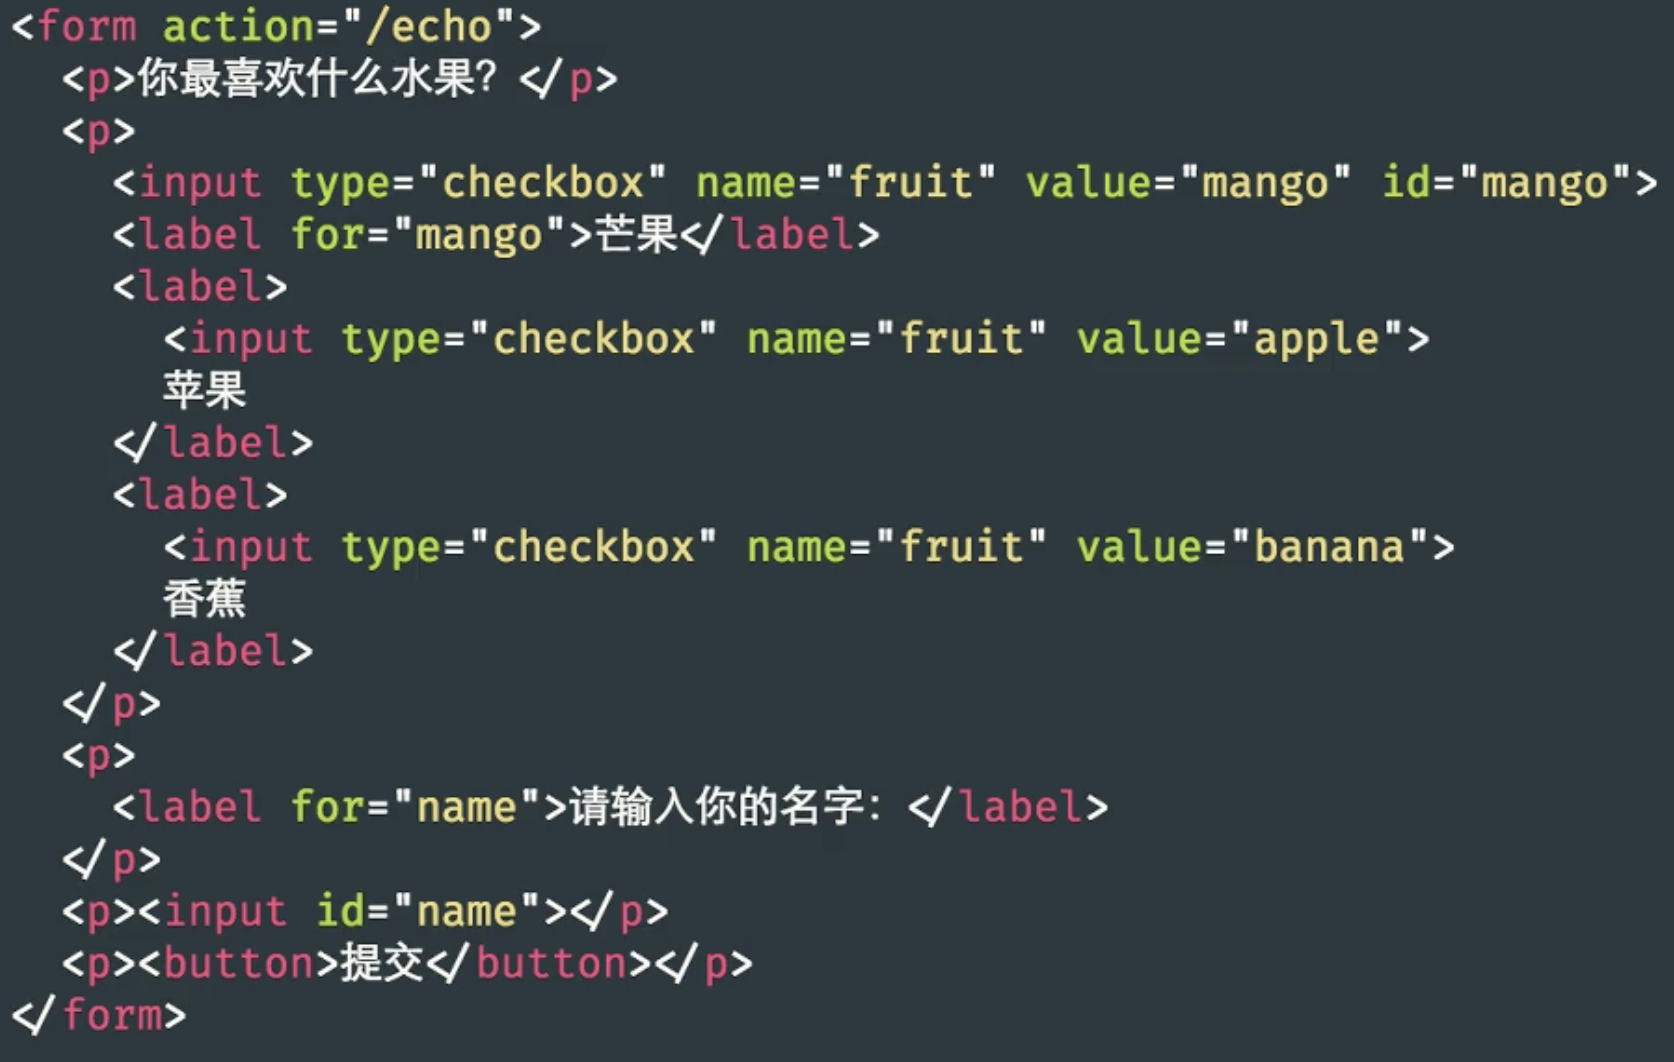 <form action="/echo">
  <p>你最喜欢什么水果？</p>
  <p>
    <input type="checkbox" name="fruit" value="mango" id="mango">
    <label for="mango">芒果</label>
    <label>
      <input type="checkbox" name="fruit" value="apple">
      苹果
    </label>
    <label>
      <input type="checkbox" name="fruit" value="banana">
      香蕉
    </label>
  </p>
  <p>
    <label for="name">请输入你的名字：</label>
  </p>
  <p><input id="name"></p>
  <p><button>提交</button></p>
</form>